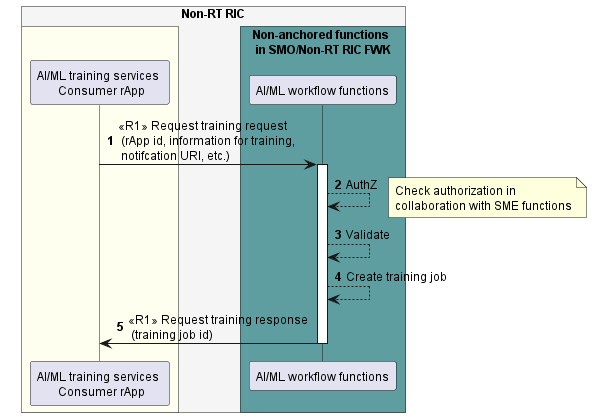 Non-RT RIC
Non-anchored functions
in SMO/Non-RT RIC FWK
AI/ML training services
Consumer rApp
AI/ML workflow functions
«R1» Request training request
1 (rApp id, information for training,
notifcation URI, etc.)
2 AuthZ
Check authorization in
collaboration with SME functions
3 Validate
4 Create training job
«R1» Request training response
5 (training job id)
AI/ML training services
Consumer rApp
AI/ML workflow functions